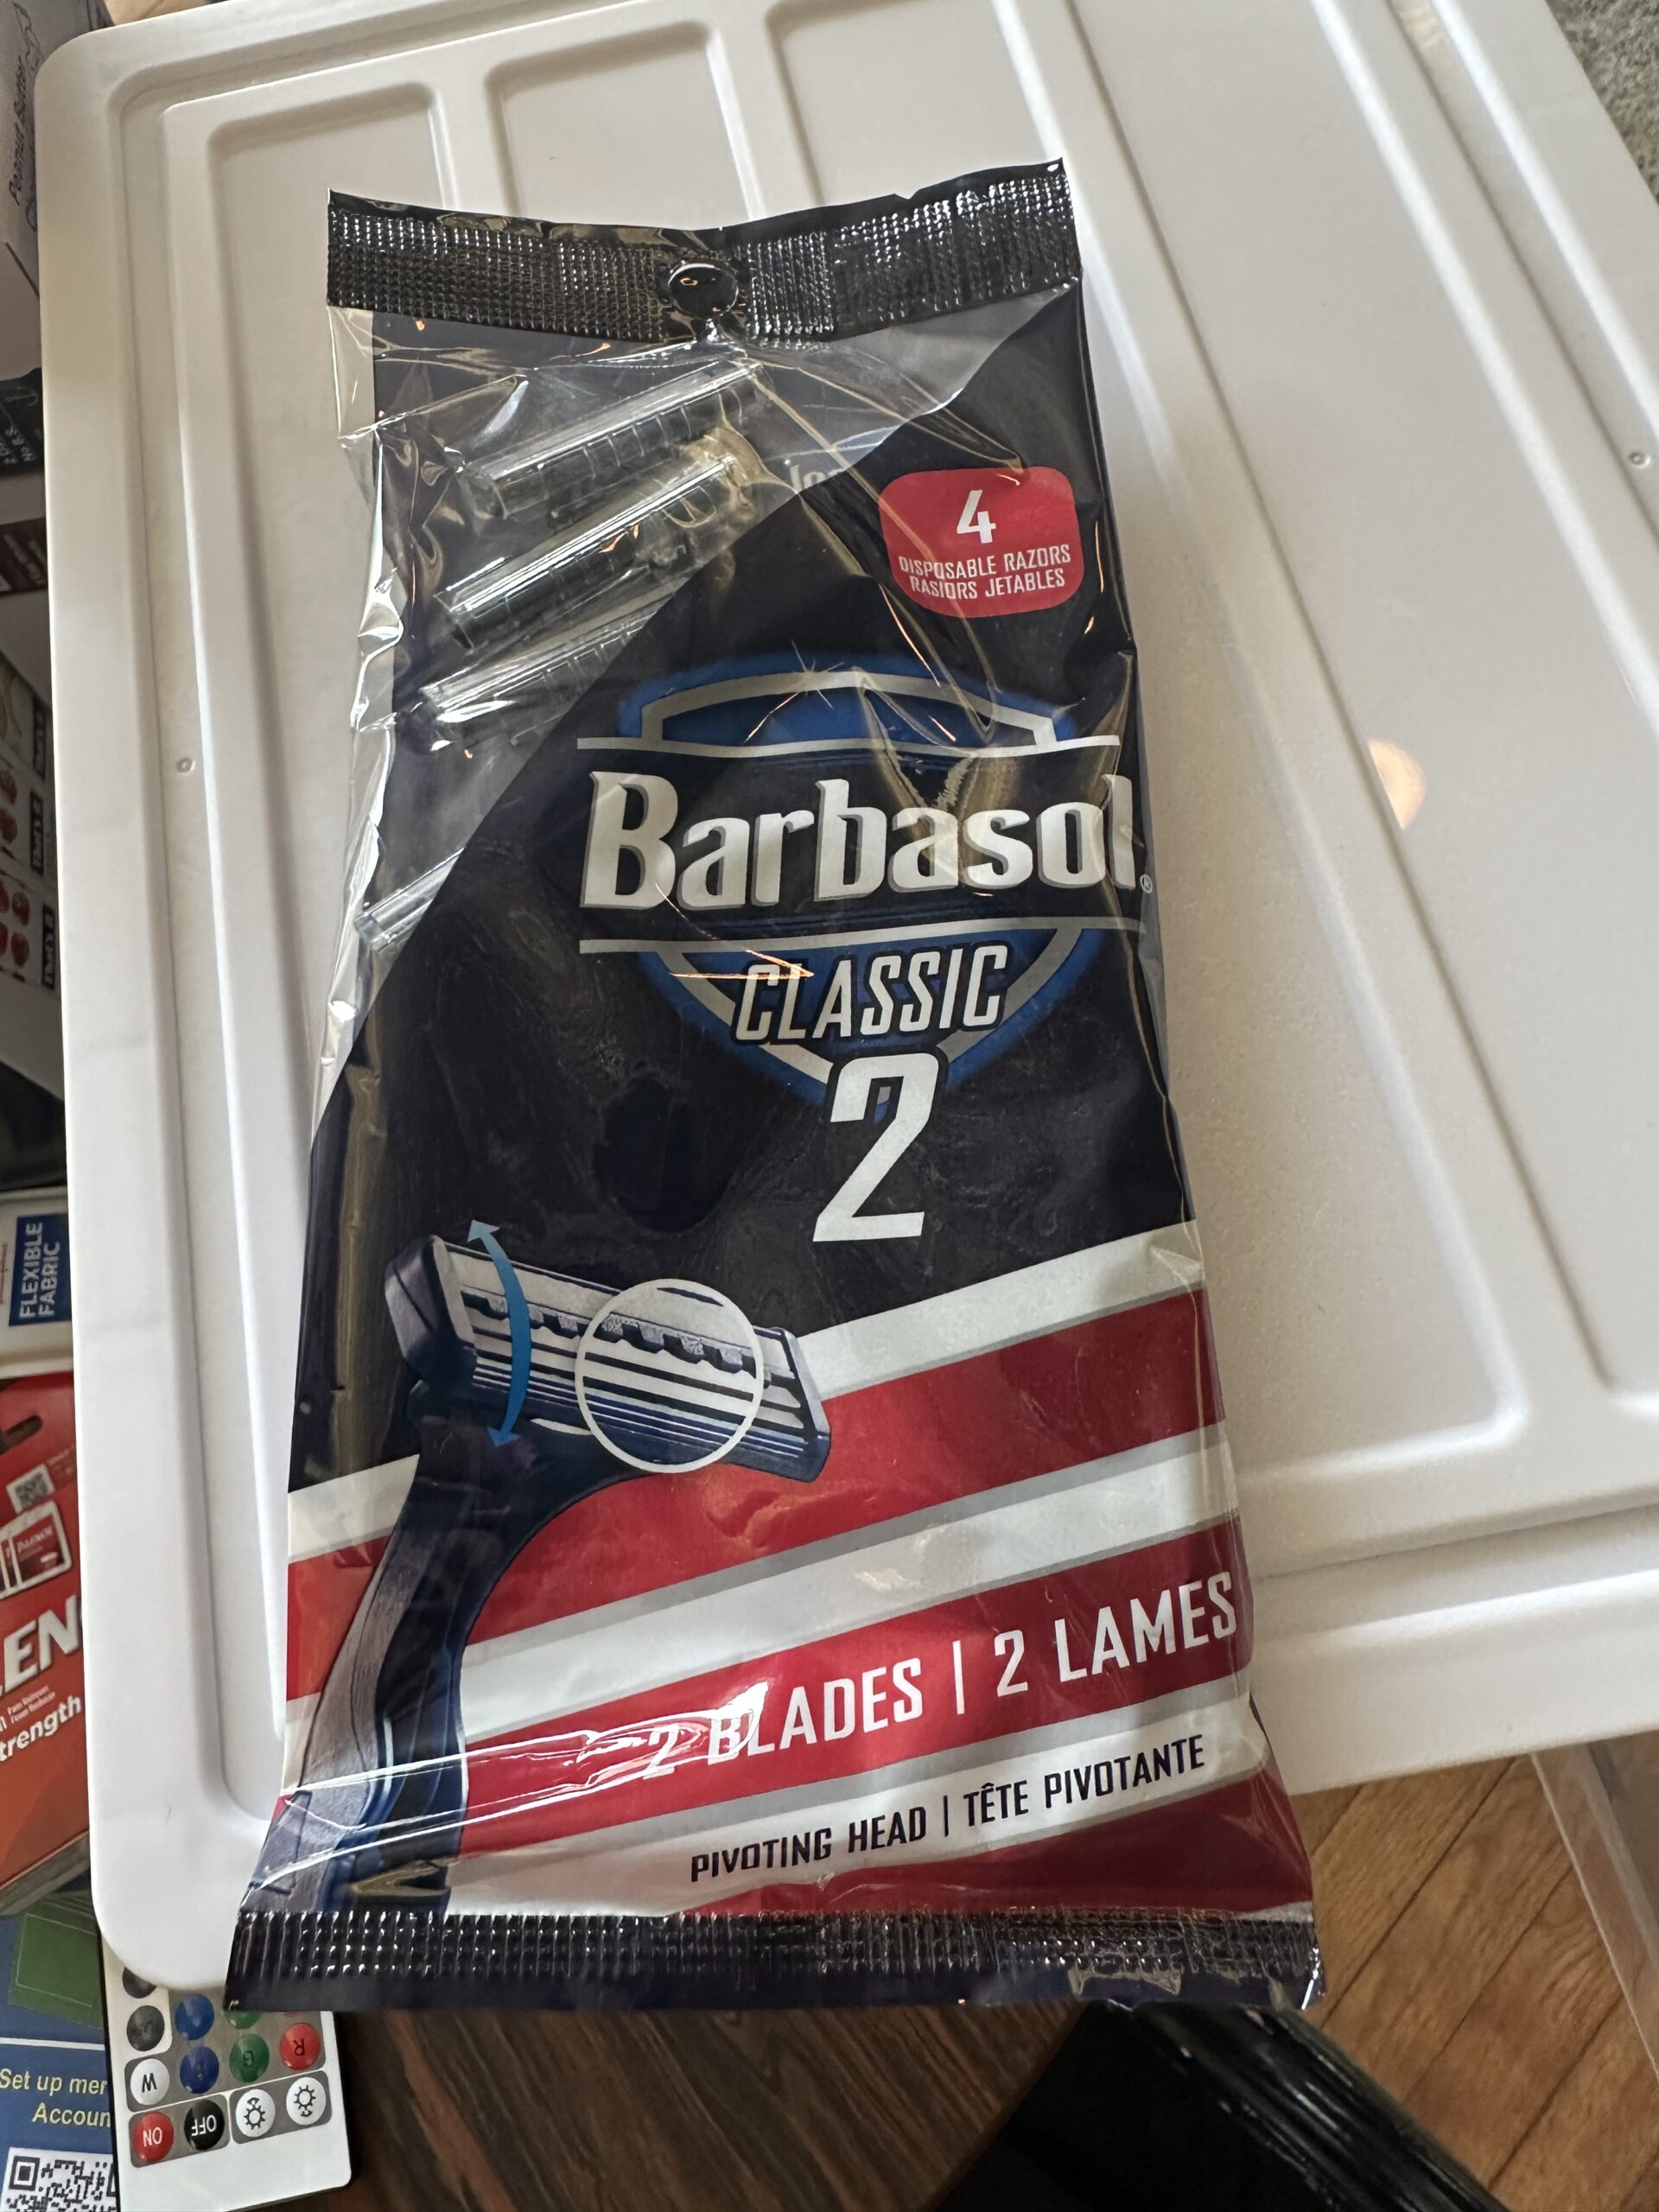 4
DISPOSABLE RAZORS
RASIORS JETABLES
Barbasol®
CLASSIC
2
2 BLADES | 2 LAMES
PIVOTING HEAD | TÊTE PIVOTANTE
FLEXIBLE
FABRIC
Set up
ON
OFF
W
B
G
R